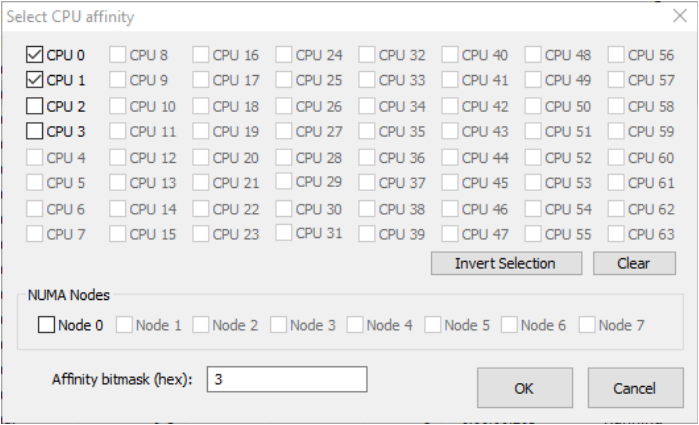 Select CPU affinity
CPU 0 CPU 8 CPU 16 CPU 24 CPU 32 CPU 40 CPU 48 CPU 56
CPU 1 CPU 9 CPU 17 CPU 25 CPU 33 CPU 41 CPU 49 CPU 57
CPU 2 CPU 10 CPU 18 CPU 26 CPU 34 CPU 42 CPU 50 CPU 58
CPU 3 CPU 11 CPU 19 CPU 27 CPU 35 CPU 43 CPU 51 CPU 59
CPU 4 CPU 12 CPU 20 CPU 28 CPU 36 CPU 44 CPU 52 CPU 60
CPU 5 CPU 13 CPU 21 CPU 29 CPU 37 CPU 45 CPU 53 CPU 61
CPU 6 CPU 14 CPU 22 CPU 30 CPU 38 CPU 46 CPU 54 CPU 62
CPU 7 CPU 15 CPU 23 CPU 31 CPU 39 CPU 47 CPU 55 CPU 63
Invert Selection Clear
NUMA Nodes
Node 0 Node 1 Node 2 Node 3 Node 4 Node 5 Node 6 Node 7
Affinity bitmask (hex): 3
OK Cancel